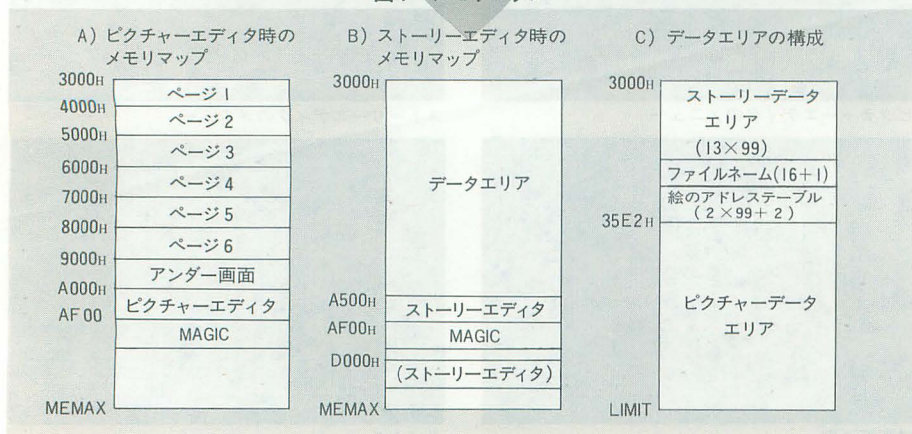 A) ピクチャーエディタ時の
メモリマップ
3000H
ページ 1
4000H
ページ 2
5000H
ページ 3
6000H
ページ 4
7000H
ページ 5
8000H
ページ 6
9000H
アンダー画面
A000H
ピクチャーエディタ
AF00
MAGIC
MEMAX
B) ストーリーエディタ時の
メモリマップ
3000H
データエリア
A500H
ストーリーエディタ
AF00H
MAGIC
D000H
(ストーリーエディタ)
MEMAX
C) データエリアの構成
3000H
ストーリーデータ
エリア
(13×99)
ファイルネーム(16+1)
絵のアドレステーブル
(2×99+2)
35E2H
ピクチャーデータ
エリア
LIMIT